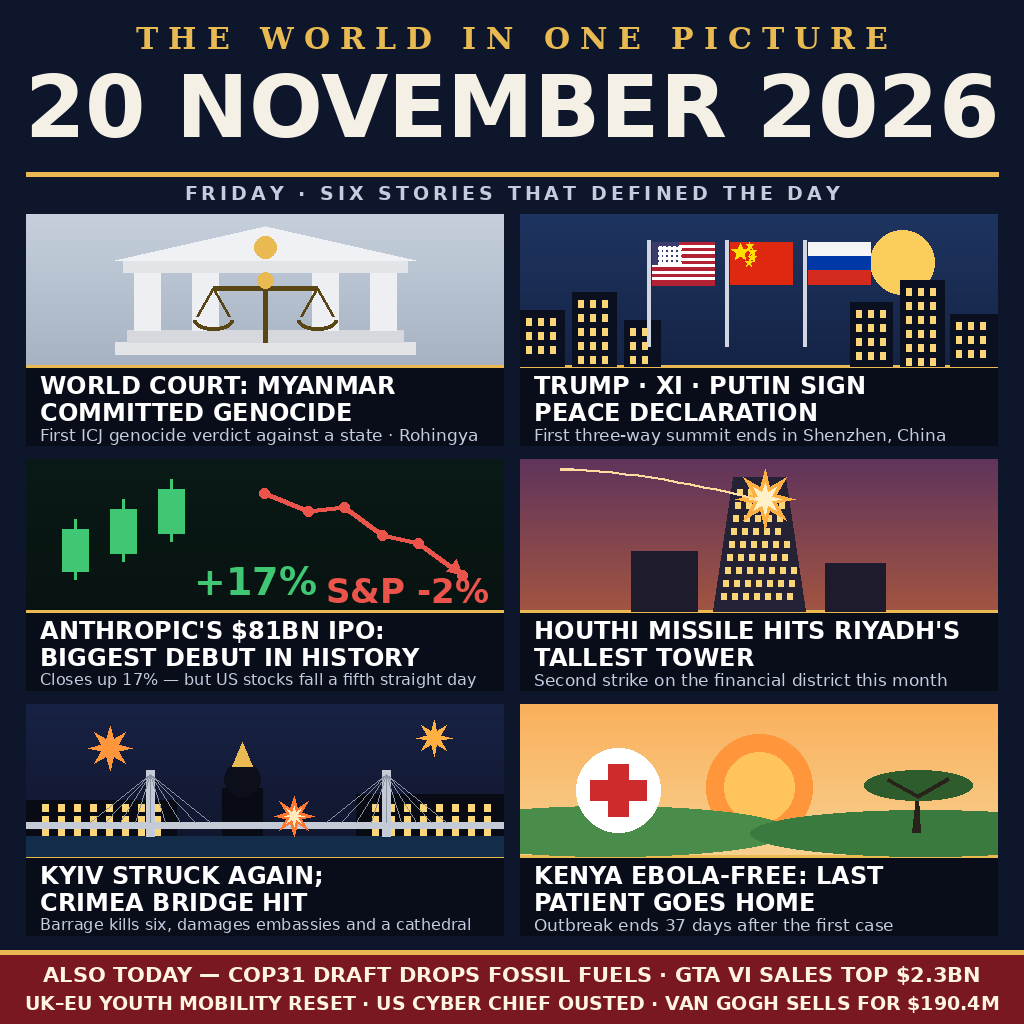 THE WORLD IN ONE PICTURE
20 NOVEMBER 2026
FRIDAY · SIX STORIES THAT DEFINED THE DAY
WORLD COURT: MYANMAR
COMMITTED GENOCIDE
First ICJ genocide verdict against a state · Rohingya
TRUMP · XI · PUTIN SIGN
PEACE DECLARATION
First three-way summit ends in Shenzhen, China
+17%
S&P -2%
ANTHROPIC'S $81BN IPO:
BIGGEST DEBUT IN HISTORY
Closes up 17% — but US stocks fall a fifth straight day
HOUTHI MISSILE HITS RIYADH'S
TALLEST TOWER
Second strike on the financial district this month
KYIV STRUCK AGAIN;
CRIMEA BRIDGE HIT
Barrage kills six, damages embassies and a cathedral
KENYA EBOLA-FREE: LAST
PATIENT GOES HOME
Outbreak ends 37 days after the first case
ALSO TODAY — COP31 DRAFT DROPS FOSSIL FUELS · GTA VI SALES TOP $2.3BN
UK–EU YOUTH MOBILITY RESET · US CYBER CHIEF OUSTED · VAN GOGH SELLS FOR $190.4M